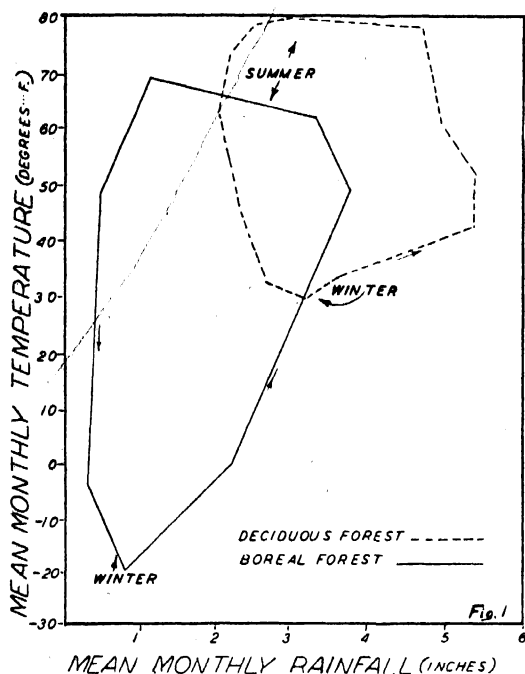 80
70
60
50
40
30
20
10
0
-10
-20
-30
MEAN MONTHLY TEMPERATURE (DEGREES--F.)
SUMMER
WINTER
DECIDUOUS FOREST
BOREAL FOREST
WINTER
Fig. 1
0 1 2 3 4 5 6
MEAN MONTHLY RAINFALL (INCHES)